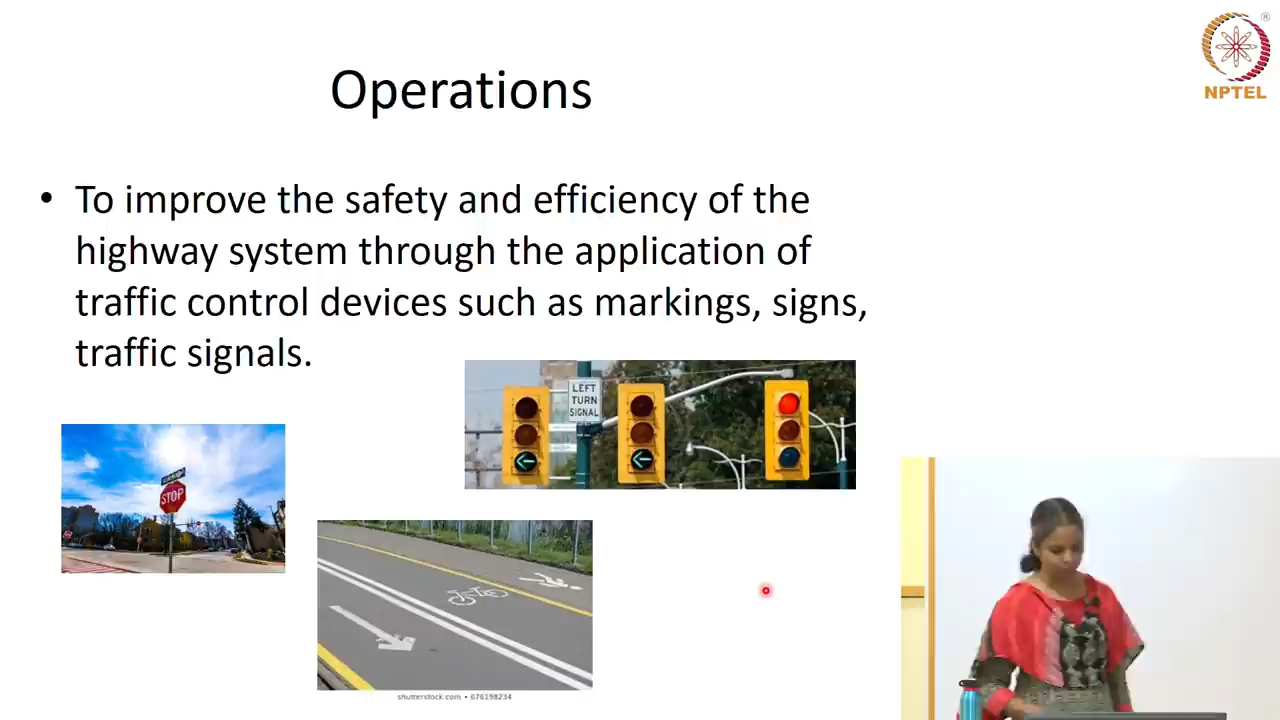 Operations
• To improve the safety and efficiency of the
highway system through the application of
traffic control devices such as markings, signs,
traffic signals.
LEFT
TURN
SIGNAL
STOP
shutterstock.com • 676198234
®
NPTEL